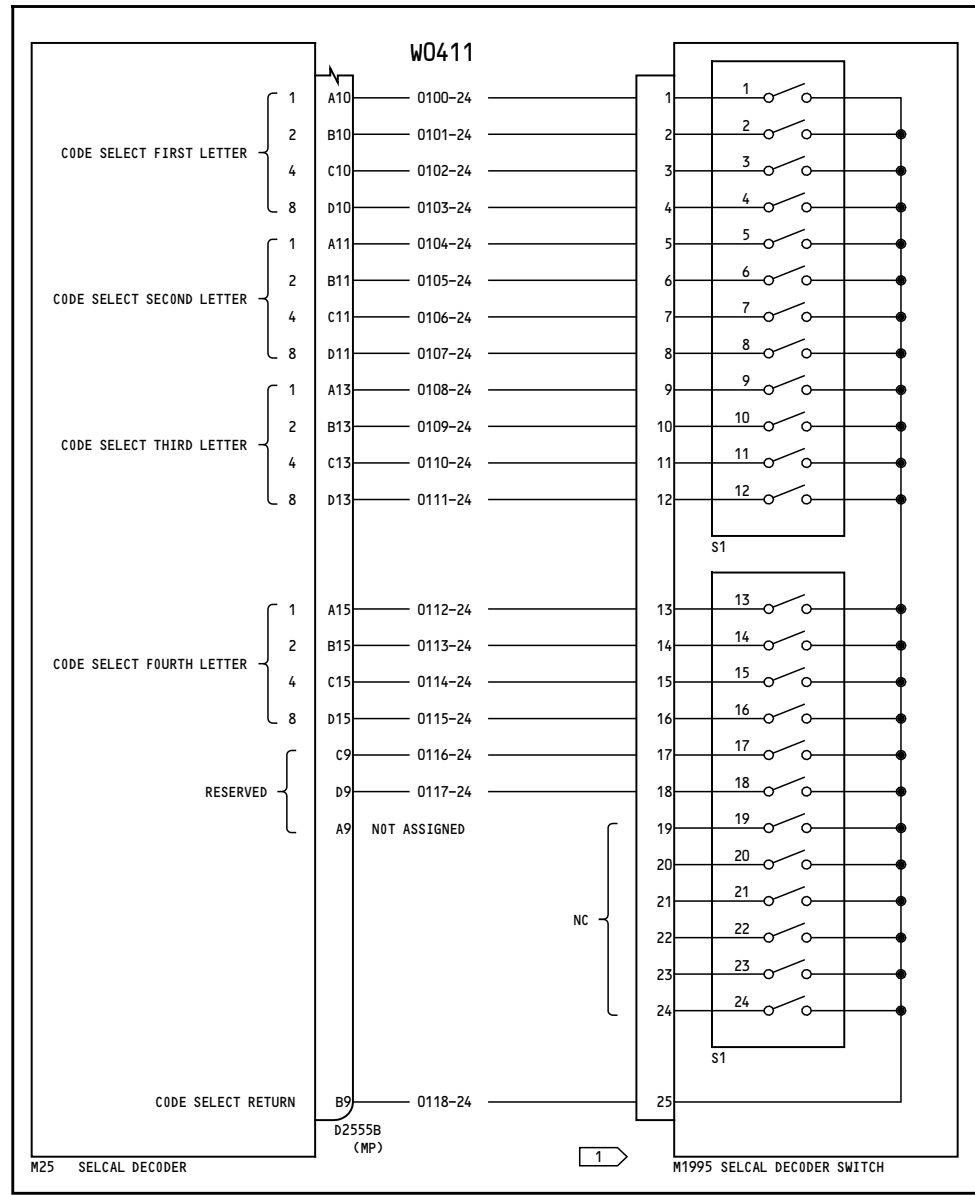 W0411
1 A10 0100-24 1 1
2 B10 0101-24 2 2
CODE SELECT FIRST LETTER
4 C10 0102-24 3 3
8 D10 0103-24 4 4
1 A11 0104-24 5 5
2 B11 0105-24 6 6
CODE SELECT SECOND LETTER
4 C11 0106-24 7 7
8 D11 0107-24 8 8
1 A13 0108-24 9 9
2 B13 0109-24 10 10
CODE SELECT THIRD LETTER
4 C13 0110-24 11 11
8 D13 0111-24 12 12
S1
1 A15 0112-24 13 13
2 B15 0113-24 14 14
CODE SELECT FOURTH LETTER
4 C15 0114-24 15 15
8 D15 0115-24 16 16
C9 0116-24 17 17
RESERVED D9 0117-24 18 18
A9 NOT ASSIGNED 19 19
20 20
21 21
NC
22 22
23 23
24 24
S1
CODE SELECT RETURN B9 0118-24 25
D2555B
(MP)
1
M25 SELCAL DECODER
M1995 SELCAL DECODER SWITCH